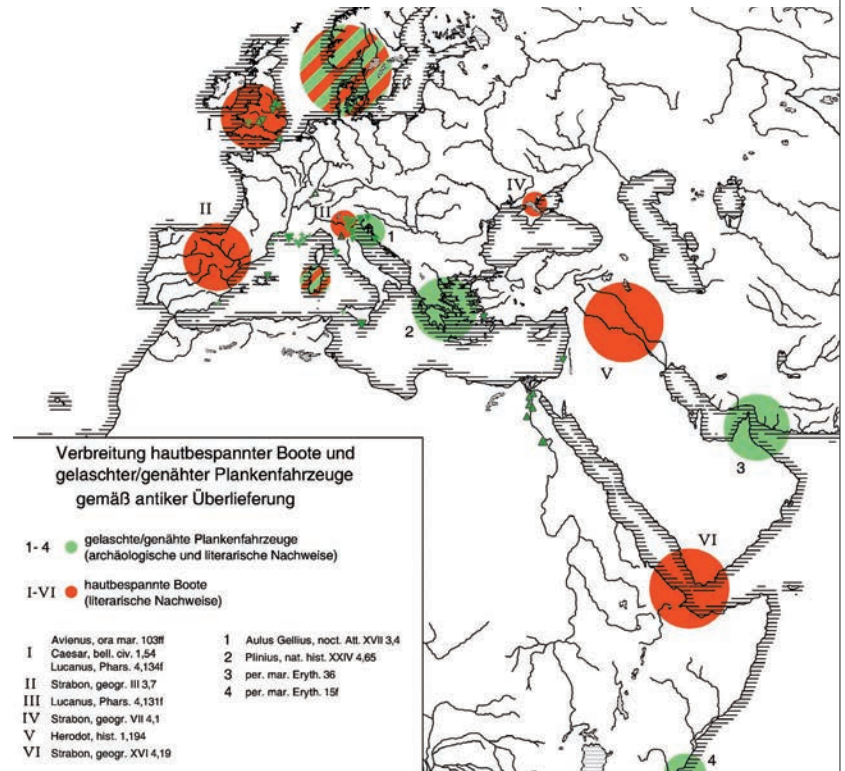 I
II
III
IV
1
2
V
3
VI
4
Verbreitung hautbespannter Boote und
gelaschter/genähter Plankenfahrzeuge
gemäß antiker Überlieferung
1-4 gelaschte/genähte Plankenfahrzeuge
(archäologische und literarische Nachweise)
I-VI hautbespannte Boote
(literarische Nachweise)
Avienus, ora mar. 103ff
I Caesar, bell. civ. 1,54
Lucanus, Phars. 4,134f
II Strabon, geogr. III 3,7
III Lucanus, Phars. 4,131f
IV Strabon, geogr. VII 4,1
V Herodot, hist. 1,194
VI Strabon, geogr. XVI 4,19
1 Aulus Gellius, noct. Att. XVII 3,4
2 Plinius, nat. hist. XXIV 4,65
3 per. mar. Eryth. 36
4 per. mar. Eryth. 15f